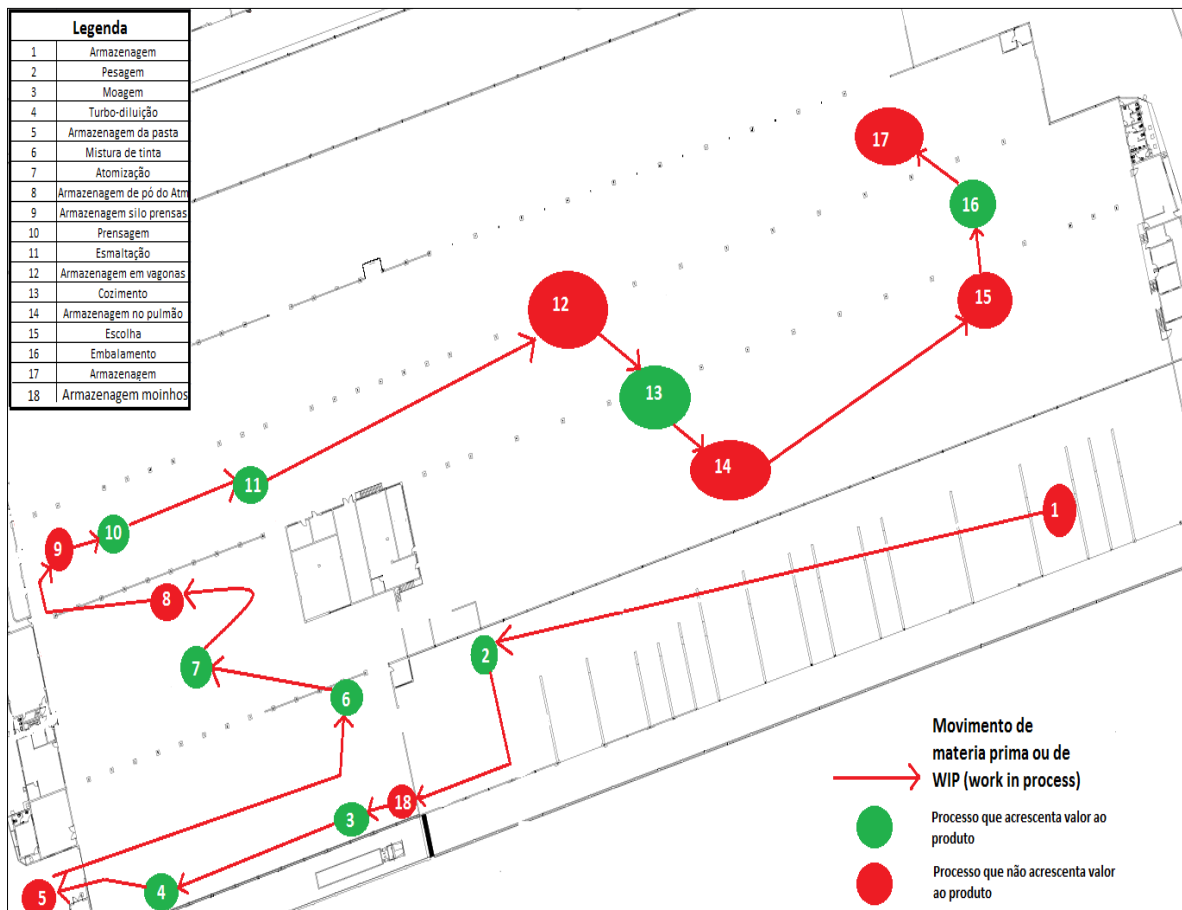 Legenda
1 Armazenagem
2 Pesagem
3 Moagem
4 Turbo-diluição
5 Armazenagem da pasta
6 Mistura de tinta
7 Atomização
8 Armazenagem de pó do Atm
9 Armazenagem silo prensas
10 Prensagem
11 Esmaltação
12 Armazenagem em vagonas
13 Cozimento
14 Armazenagem no pulmão
15 Escolha
16 Embalamento
17 Armazenagem
18 Armazenagem moinhos
17
16
15
12
13
14
11
10
9
1
8
2
7
6
18
3
4
5
Movimento de
materia prima ou de
WIP (work in process)
Processo que acrescenta valor ao
produto
Processo que não acrescenta valor
ao produto